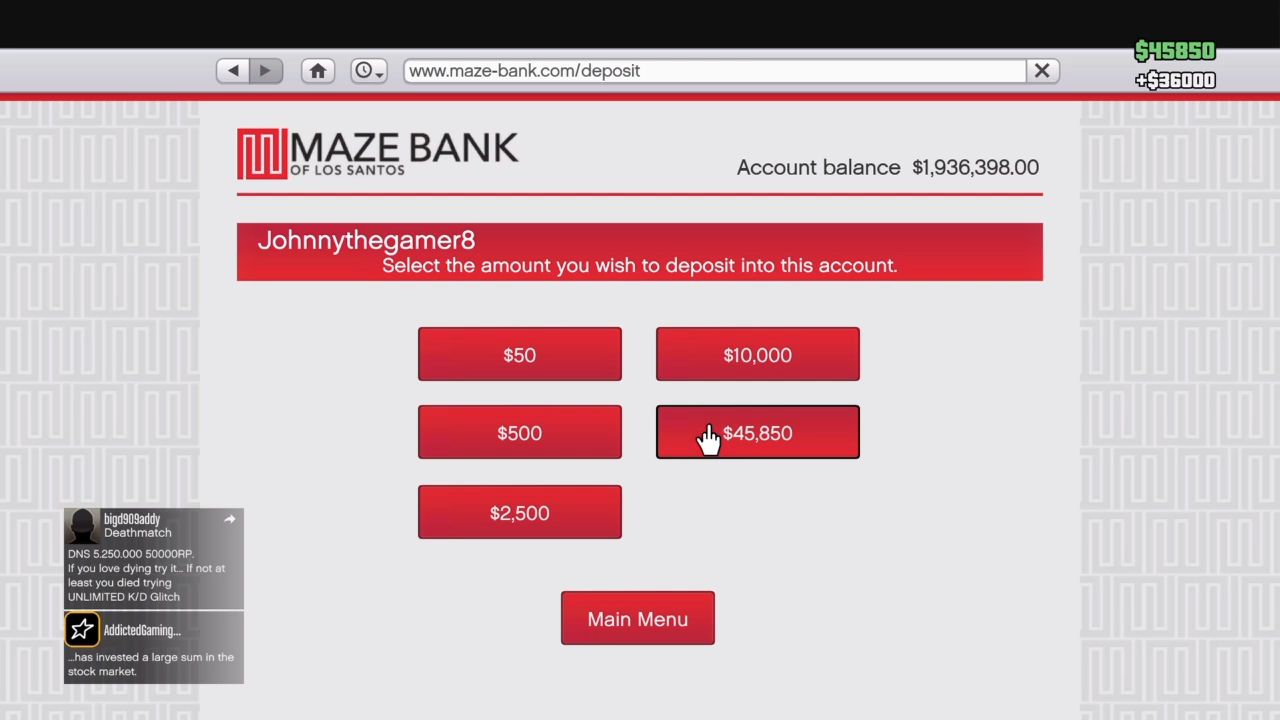 $45850
www.maze-bank.com/deposit
+$36000
MAZE BANK
OF LOS SANTOS
Account balance $1,936,398.00
Johnnythegamer8
Select the amount you wish to deposit into this account.
$50
$10,000
$500
$45,850
$2,500
Main Menu
bigd909addy
Deathmatch
DNS 5.250.000 50000RP.
If you love dying try it... If not at
least you died trying
UNLIMITED K/D Glitch
AddictedGaming...
...has invested a large sum in the
stock market.